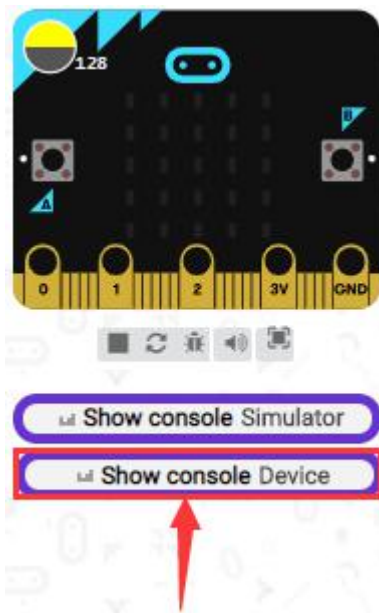 128
B
A
0 1 2 3V GND
Show console Simulator
Show console Device